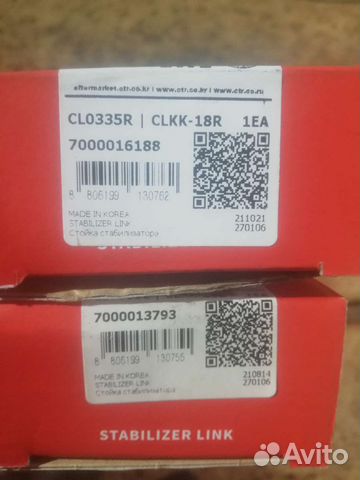 aftermarket.ctr.co.kr | ctr.co.kr | www.ctr.co.ru
CL0335R | CLKK-18R 1EA
7000016188
8 806199 130762
MADE IN KOREA
STABILIZER LINK
Стойка стабилизатора
211021
270106
7000013793
8 806199 130755
MADE IN KOREA
STABILIZER LINK
Стойка стабилизатора
210814
270106
STABILIZER LINK
Avito